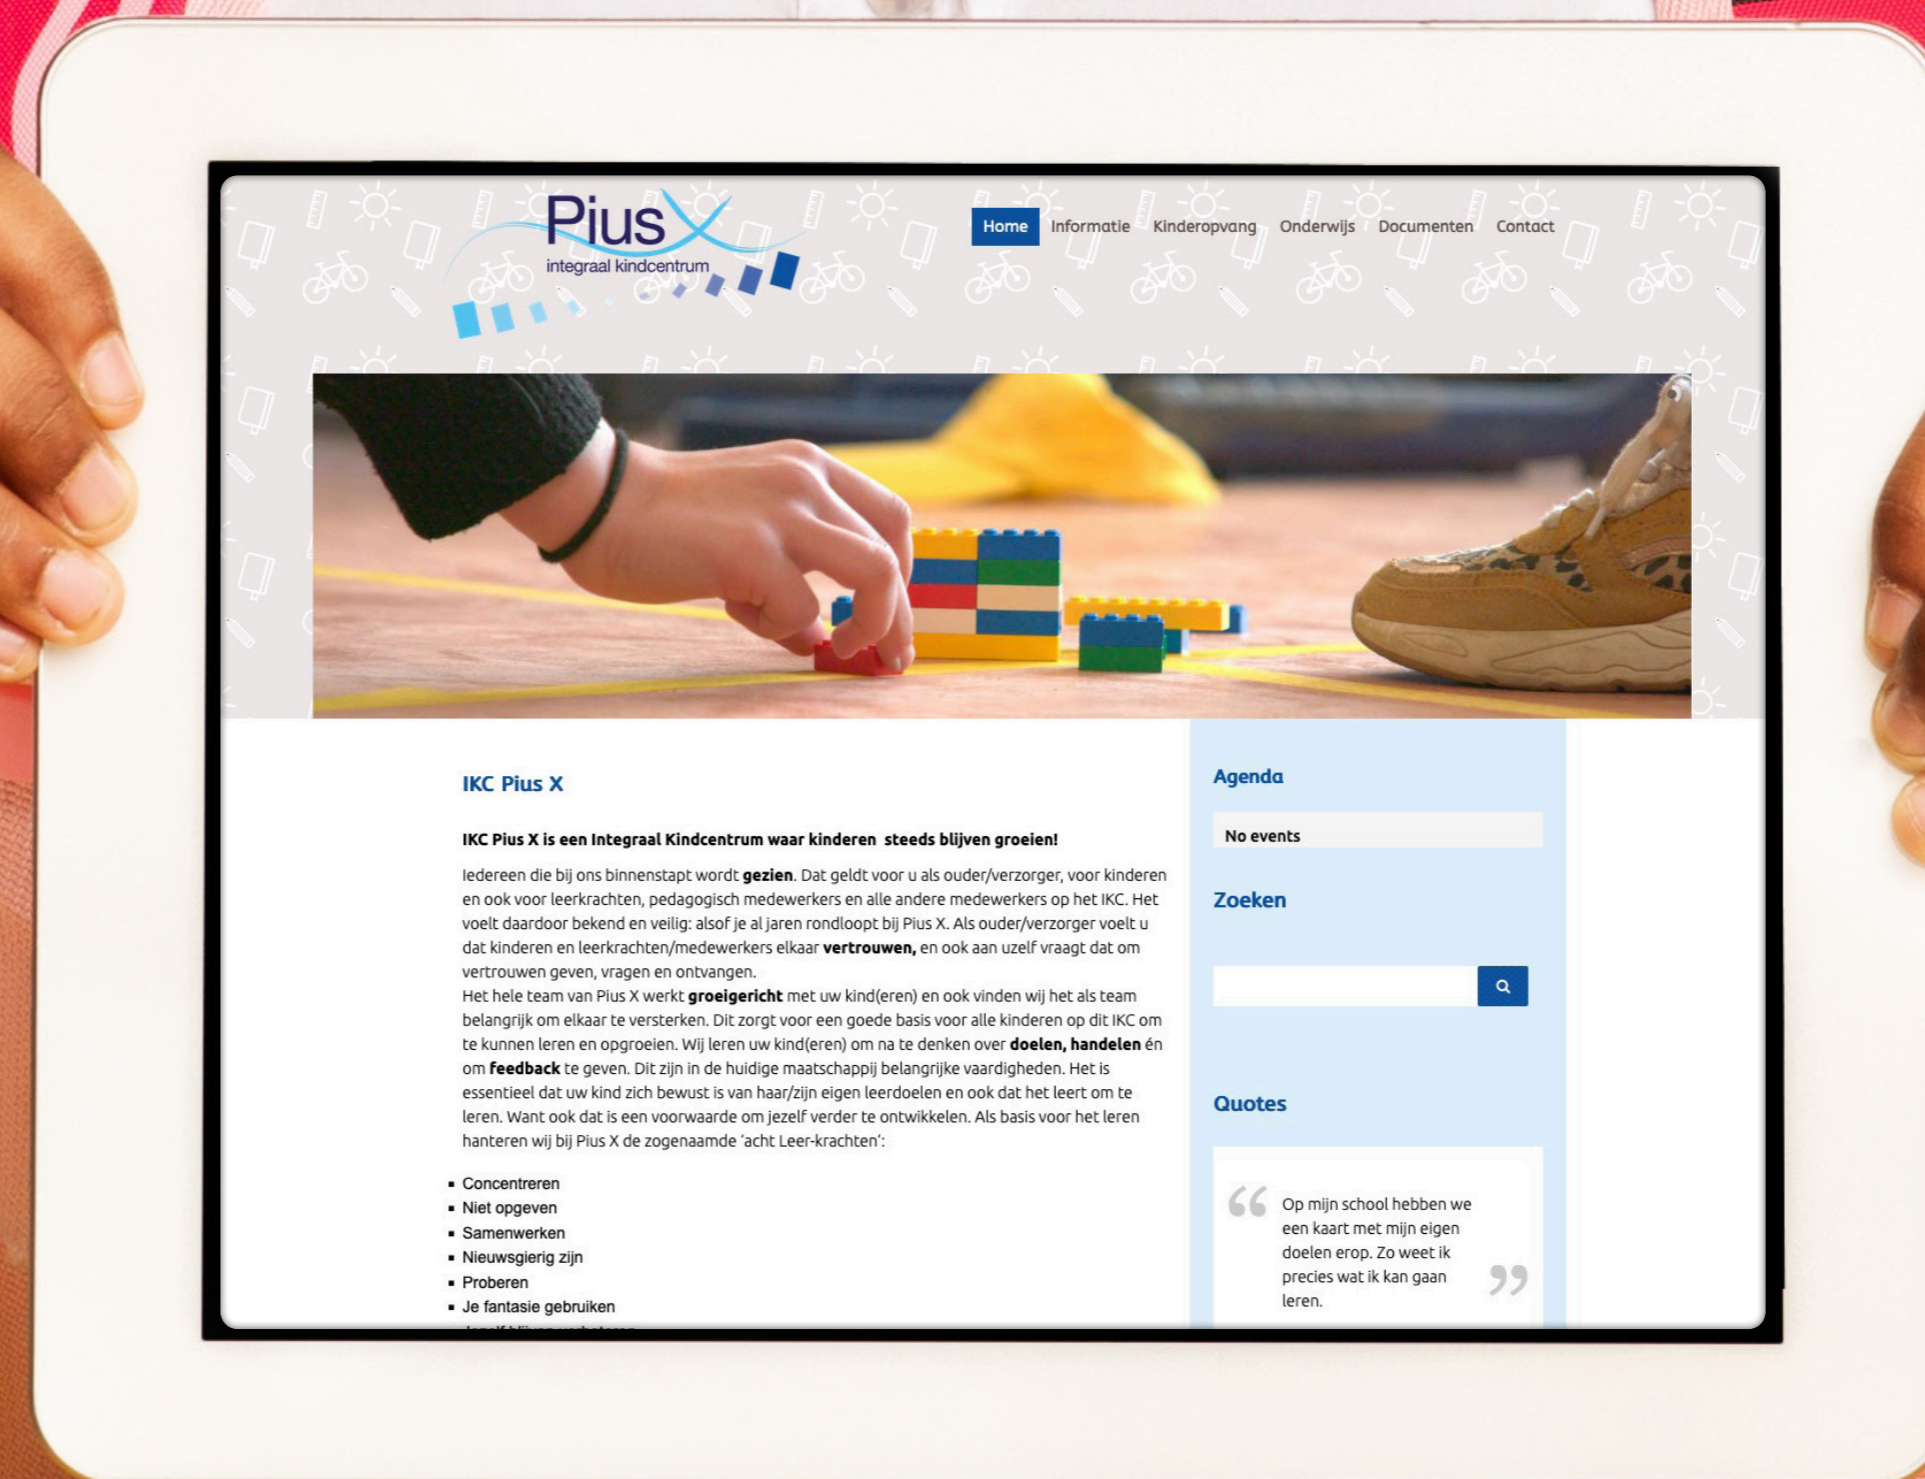 Pius X
integraal kindcentrum
Home Informatie Kinderopvang Onderwijs Documenten Contact
IKC Pius X
IKC Pius X is een Integraal Kindcentrum waar kinderen steeds blijven groeien!
Iedereen die bij ons binnenstapt wordt gezien. Dat geldt voor u als ouder/verzorger, voor kinderen
en ook voor leerkrachten, pedagogisch medewerkers en alle andere medewerkers op het IKC. Het
voelt daardoor bekend en veilig: alsof je al jaren rondloopt bij Pius X. Als ouder/verzorger voelt u
dat kinderen en leerkrachten/medewerkers elkaar vertrouwen, en ook aan uzelf vraagt dat om
vertrouwen geven, vragen en ontvangen.
Het hele team van Pius X werkt groeigericht met uw kind(eren) en ook vinden wij het als team
belangrijk om elkaar te versterken. Dit zorgt voor een goede basis voor alle kinderen op dit IKC om
te kunnen leren en opgroeien. Wij leren uw kind(eren) om na te denken over doelen, handelen én
om feedback te geven. Dit zijn in de huidige maatschappij belangrijke vaardigheden. Het is
essentieel dat uw kind zich bewust is van haar/zijn eigen leerdoelen en ook dat het leert om te
leren. Want ook dat is een voorwaarde om jezelf verder te ontwikkelen. Als basis voor het leren
hanteren wij bij Pius X de zogenaamde ‘acht Leer-krachten’:
▪ Concentreren
▪ Niet opgeven
▪ Samenwerken
▪ Nieuwsgierig zijn
▪ Proberen
▪ Je fantasie gebruiken
Agenda
No events
Zoeken
Quotes
“ Op mijn school hebben we
een kaart met mijn eigen
doelen erop. Zo weet ik
precies wat ik kan gaan
leren. ”